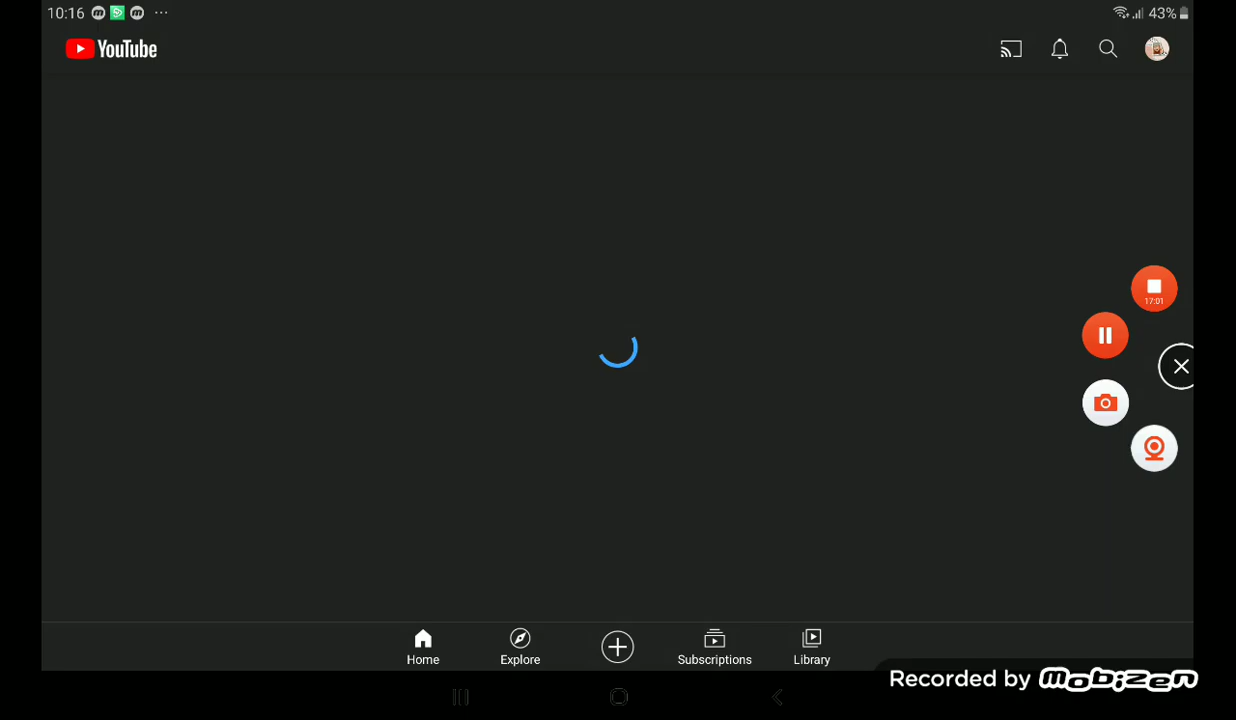 10:16 ... 43%
YouTube
17:01
Home Explore Subscriptions Library
Recorded by mobizen